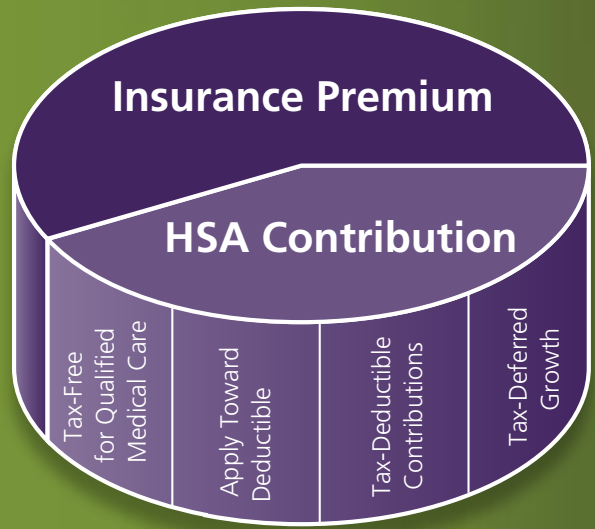 Insurance Premium
HSA Contribution
Tax-Free
for Qualified
Medical Care
Apply Toward
Deductible
Tax-Deductible
Contributions
Tax-Deferred
Growth